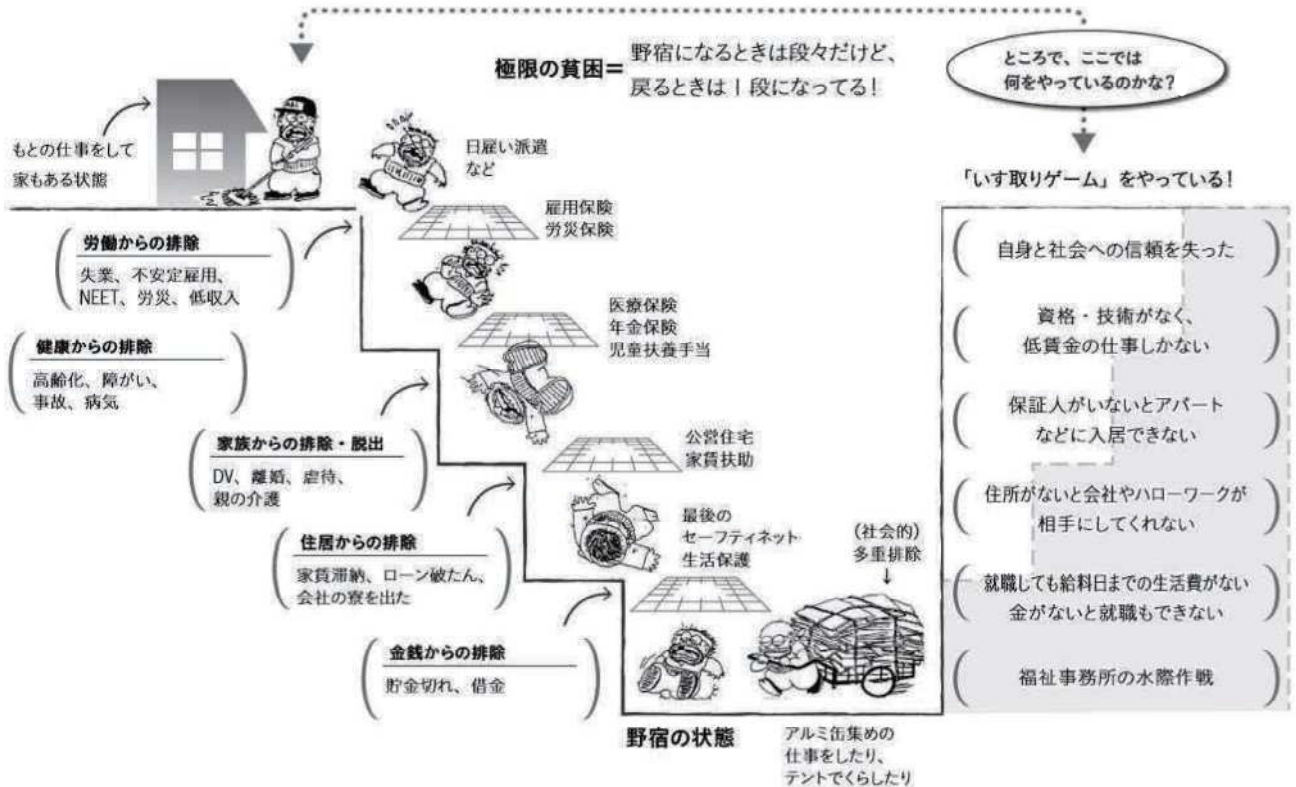 極限の貧困＝
野宿になるときは段々だけど、
戻るときは1段になってる!
ところで、ここでは
何をやっているのかな?
もとの仕事をして
家もある状態
日雇い派遣
など
「いす取りゲーム」をやっている!
雇用保険
労災保険
労働からの排除
失業、不安定雇用、
NEET、労災、低収入
自身と社会への信頼を失った
医療保険
年金保険
児童扶養手当
資格・技術がなく、
低賃金の仕事しかない
健康からの排除
高齢化、障がい、
事故、病気
保証人がいないとアパート
などに入居できない
家族からの排除・脱出
DV、離婚、虐待、
親の介護
公営住宅
家賃扶助
住所がないと会社やハローワークが
相手にしてくれない
住居からの排除
家賃滞納、ローン破たん、
会社の寮を出た
最後の
セーフティネット
生活保護
(社会的)
多重排除
就職しても給料日までの生活費がない
金がないと就職もできない
金銭からの排除
貯金切れ、借金
福祉事務所の水際作戦
野宿の状態
アルミ缶集めの
仕事をしたり、
テントでくらしたり